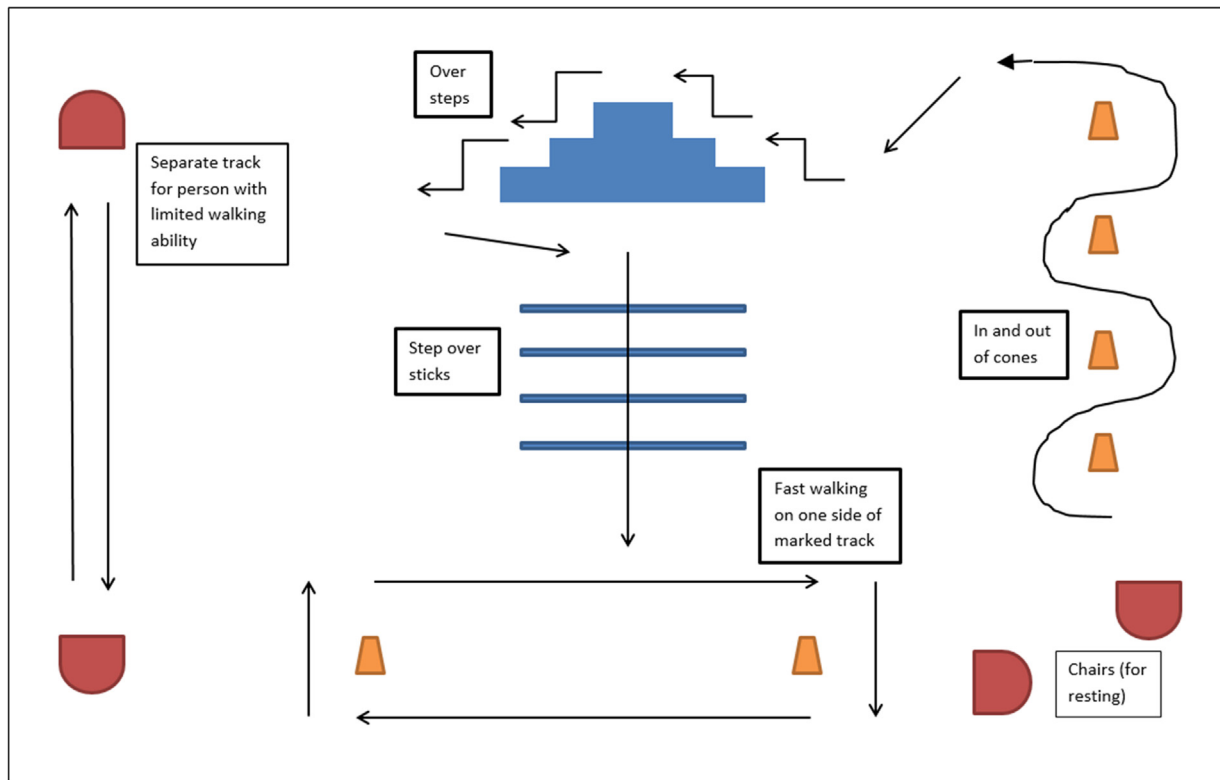 Over
steps
Separate track
for person with
limited walking
ability
Step over
sticks
In and out
of cones
Fast walking
on one side of
marked track
Chairs (for
resting)